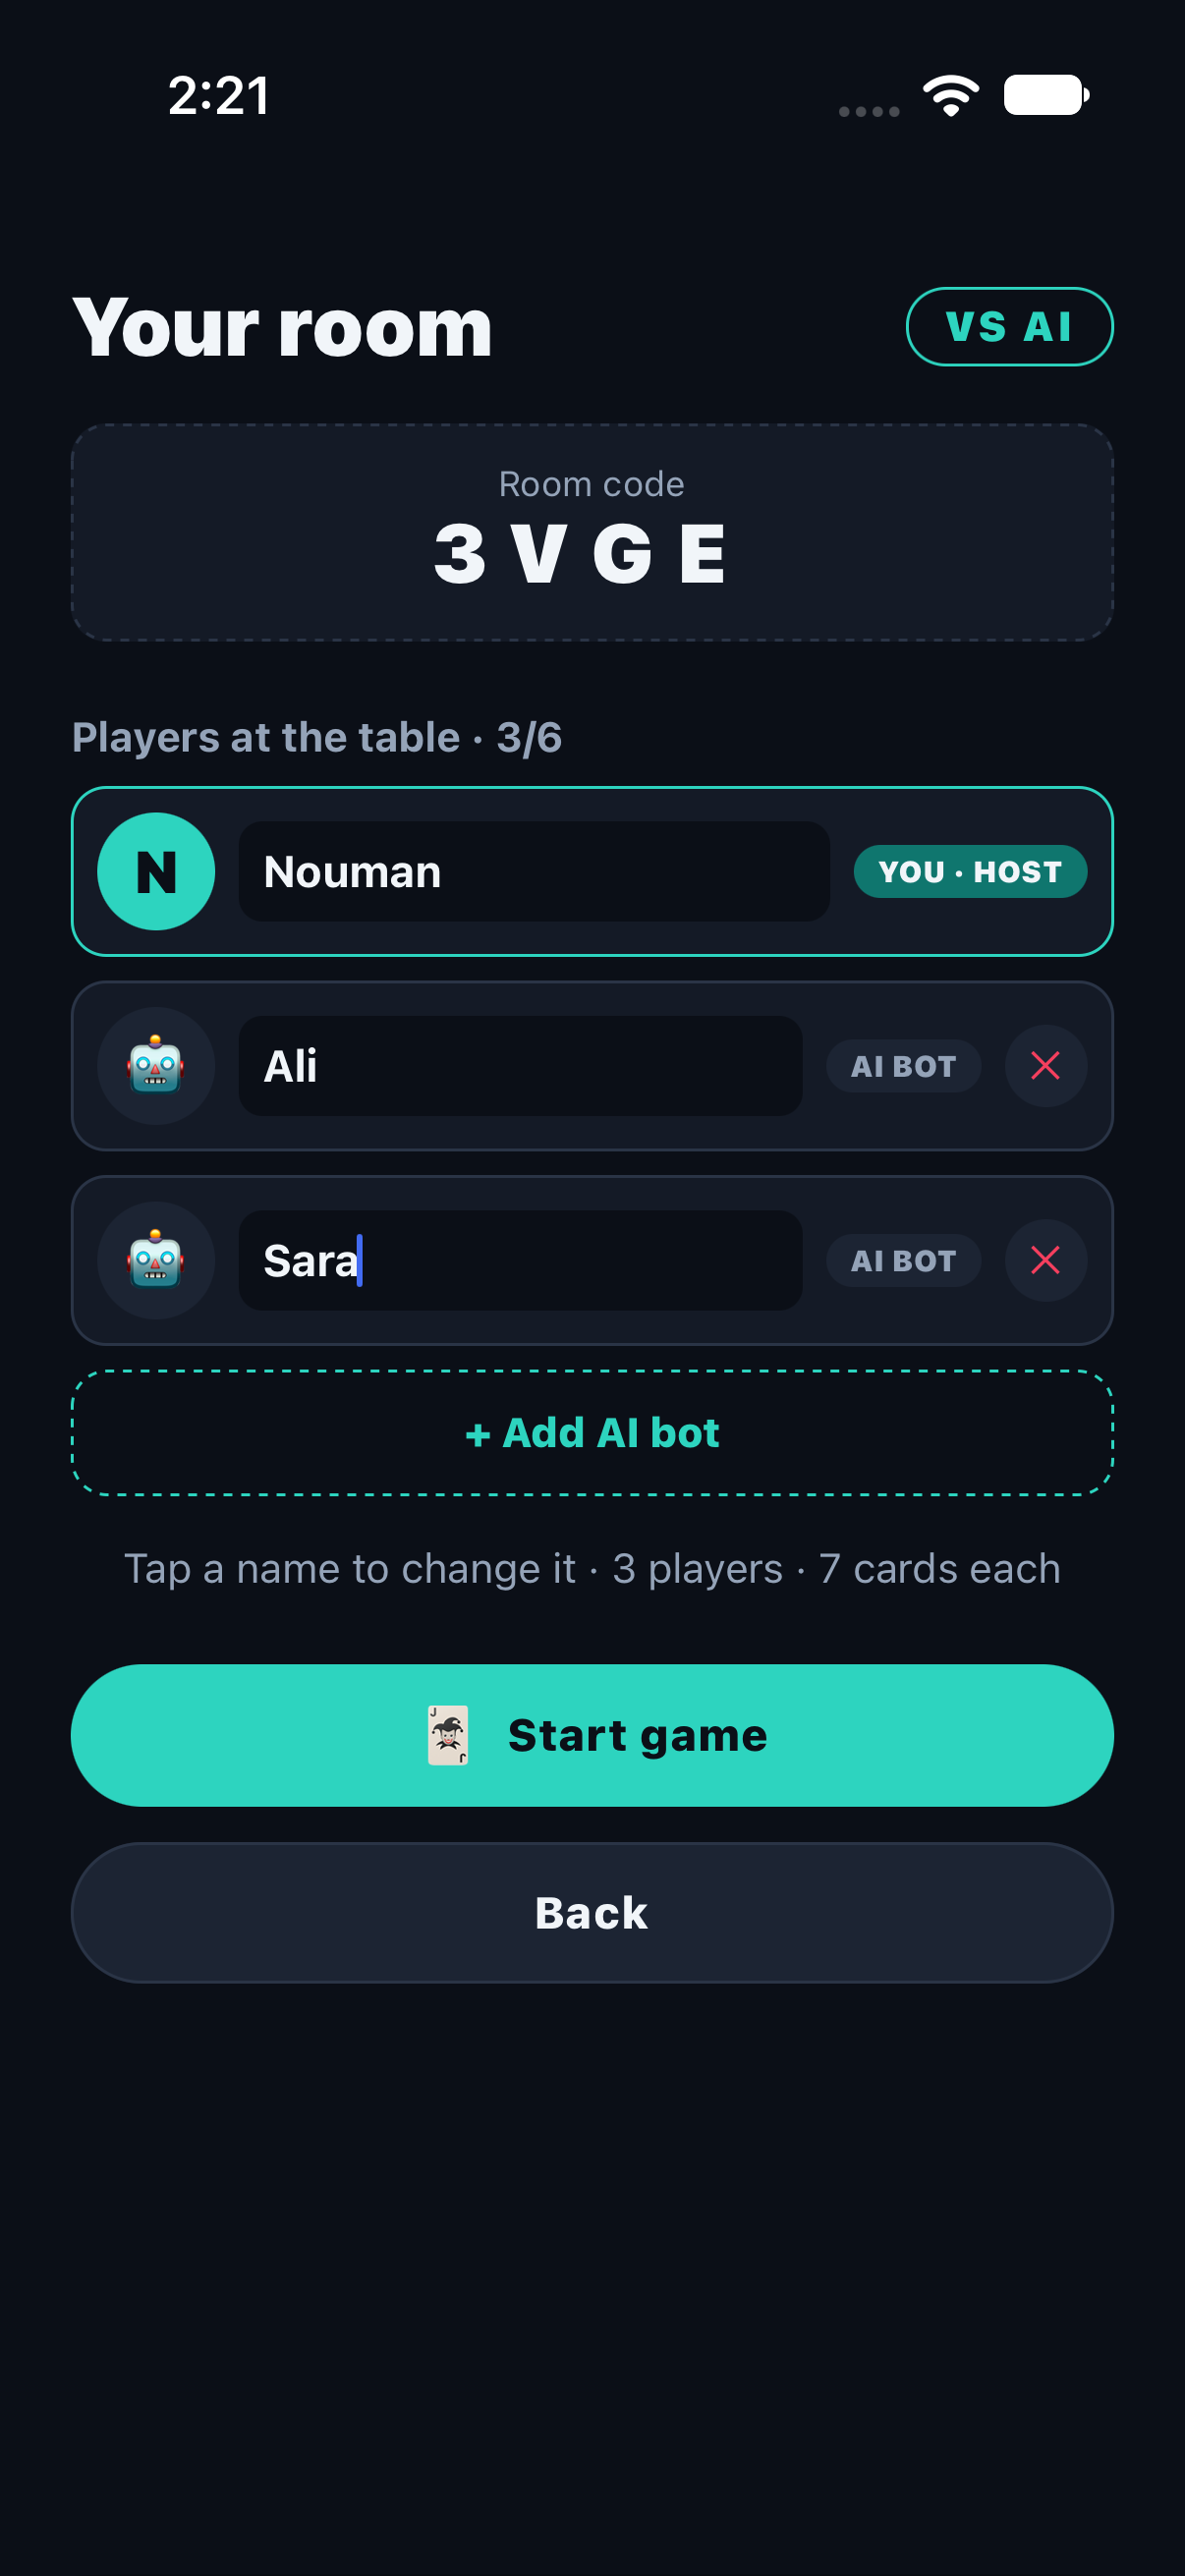 2:21
Your room
VS AI
Room code
3VGE
Players at the table · 3/6
N
Nouman
YOU · HOST
Ali
AI BOT
Sara
AI BOT
+ Add AI bot
Tap a name to change it · 3 players · 7 cards each
Start game
Back